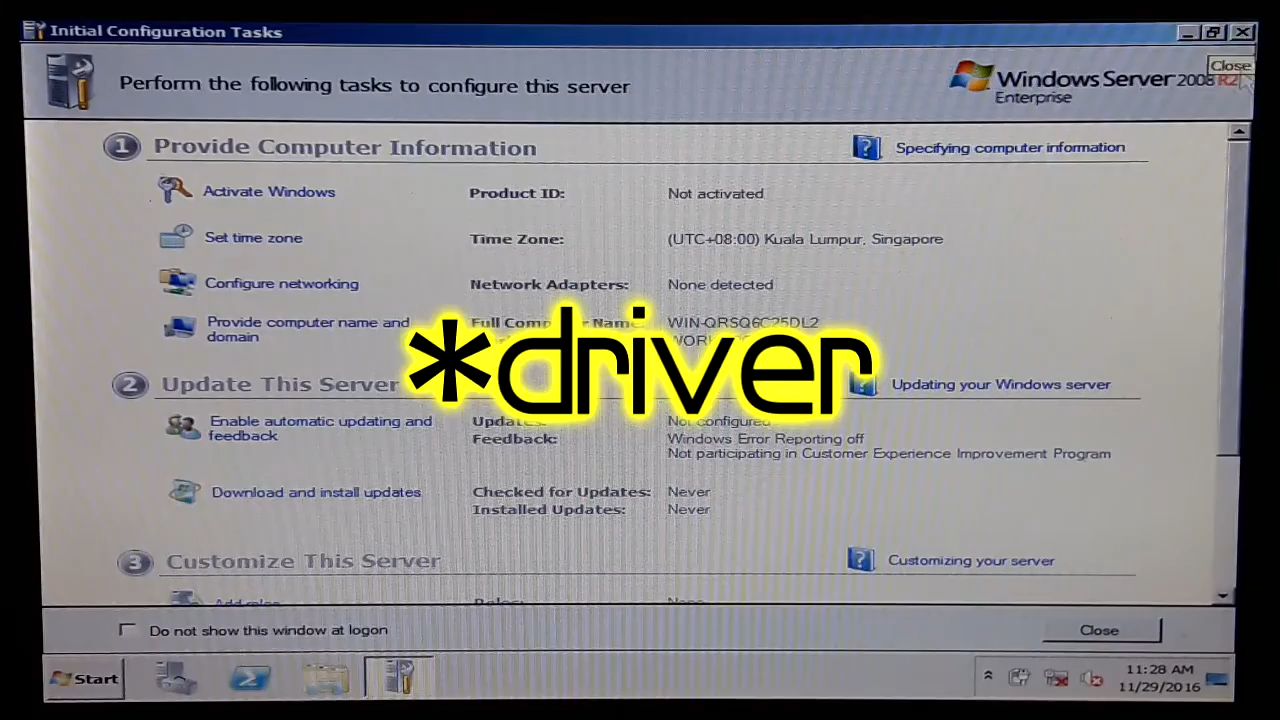 Initial Configuration Tasks
Close
Perform the following tasks to configure this server
Windows Server 2008 R2
Enterprise
1 Provide Computer Information
Specifying computer information
Activate Windows Product ID: Not activated
Set time zone Time Zone: (UTC+08:00) Kuala Lumpur, Singapore
Configure networking Network Adapters: None detected
Provide computer name and domain
WIN-QRSQ6C25DL2
*driver
2 Update This Server
Updating your Windows server
Enable automatic updating and feedback
Not configured
Feedback: Windows Error Reporting off
Not participating in Customer Experience Improvement Program
Download and install updates Checked for Updates: Never
Installed Updates: Never
3 Customize This Server
Customizing your server
Do not show this window at logon
Close
Start
11:28 AM
11/29/2016